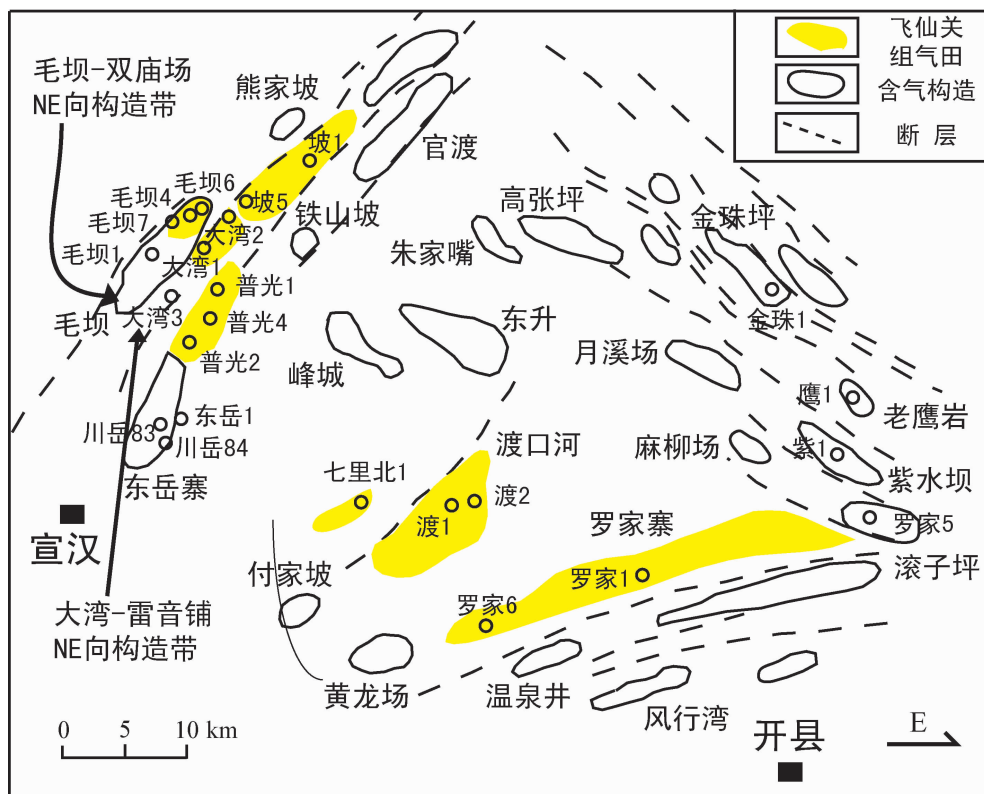 飞仙关
组气田
含气构造
断 层
毛坝-双庙场
NE向构造带
熊家坡
官渡
坡1
毛坝6
毛坝4
坡5
毛坝7
铁山坡
大湾2
毛坝1
大湾1
高张坪
金珠坪
朱家嘴
普光1
毛坝
大湾3
普光4
东升
金珠1
普光2
峰城
月溪场
鹰1
老鹰岩
东岳1
川岳83
川岳84
渡口河
麻柳场
紫1
东岳寨
七里北1
紫水坝
渡2
渡1
罗家寨
罗家5
宣汉
付家坡
罗家1
滚子坪
罗家6
大湾-雷音铺
NE向构造带
黄龙场
温泉井
风行湾
0 5 10 km
开县
E